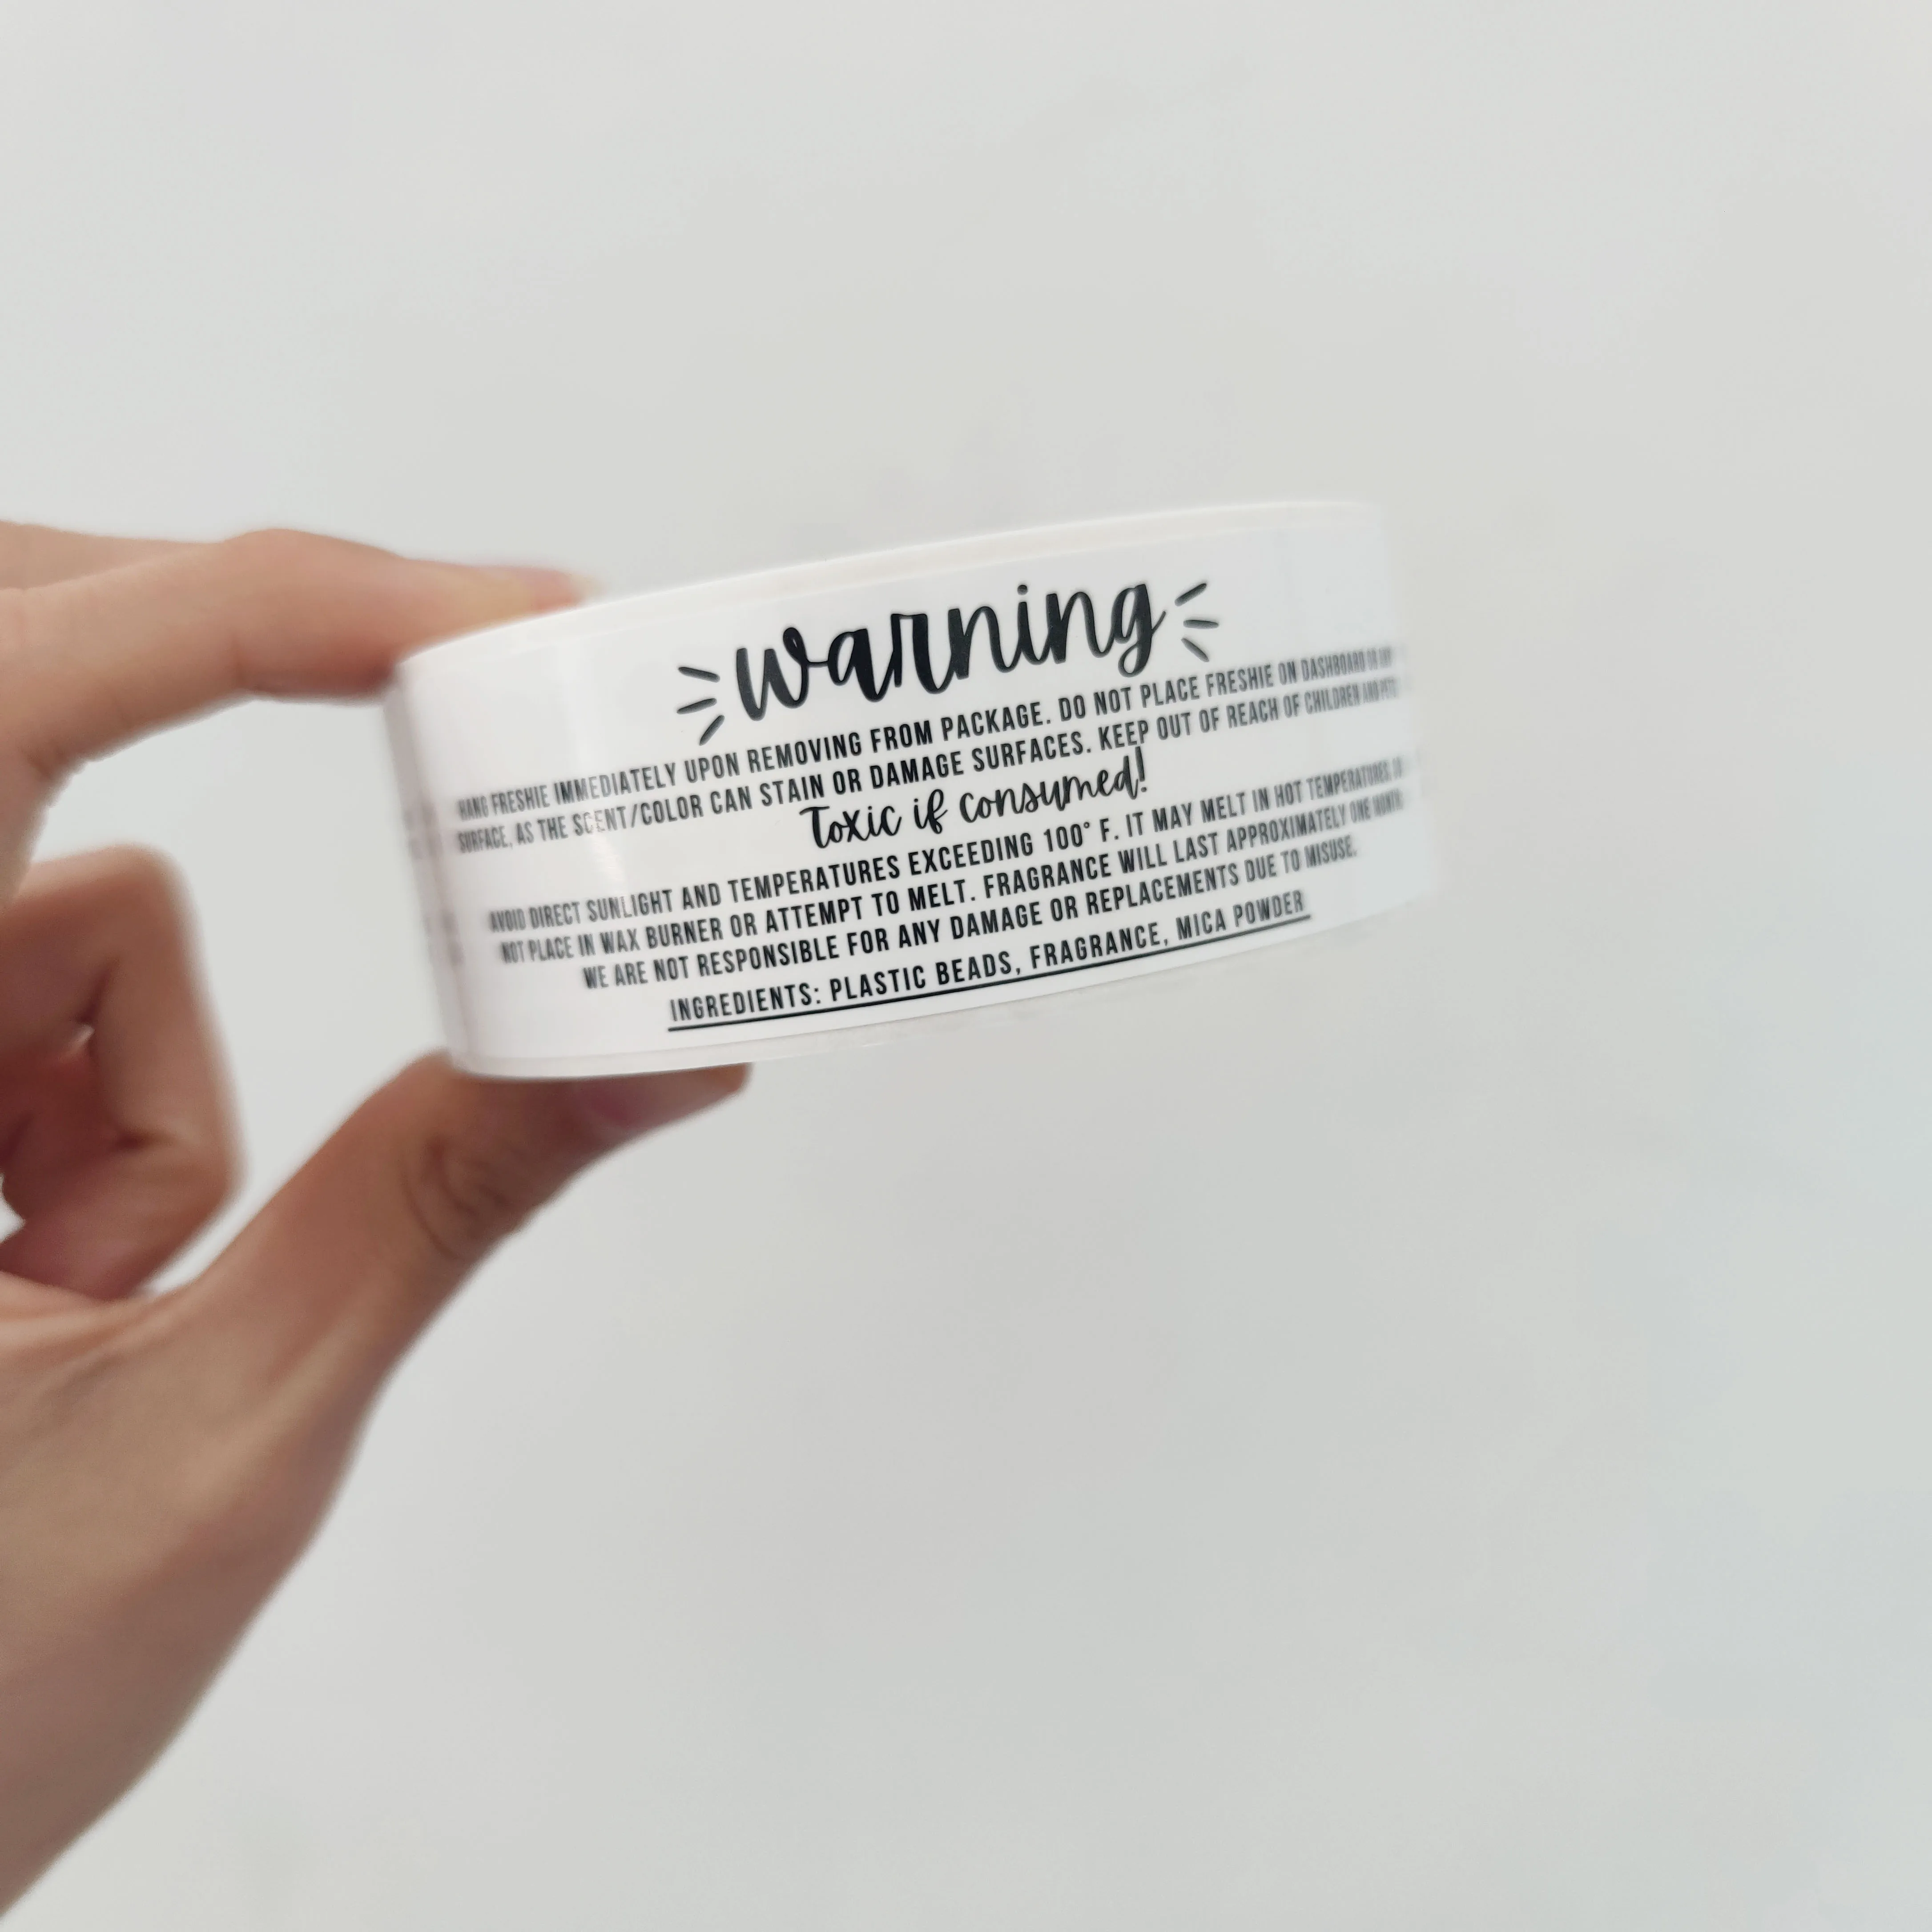 warning
HANG FRESHIE IMMEDIATELY UPON REMOVING FROM PACKAGE. DO NOT PLACE FRESHIE ON DASHBOARD OR ANY
SURFACE, AS THE SCENT/COLOR CAN STAIN OR DAMAGE SURFACES. KEEP OUT OF REACH OF CHILDREN AND PETS
Toxic if consumed!
AVOID DIRECT SUNLIGHT AND TEMPERATURES EXCEEDING 100° F. IT MAY MELT IN HOT TEMPERATURES. DO
NOT PLACE IN WAX BURNER OR ATTEMPT TO MELT. FRAGRANCE WILL LAST APPROXIMATELY ONE MONTH
WE ARE NOT RESPONSIBLE FOR ANY DAMAGE OR REPLACEMENTS DUE TO MISUSE.
INGREDIENTS: PLASTIC BEADS, FRAGRANCE, MICA POWDER